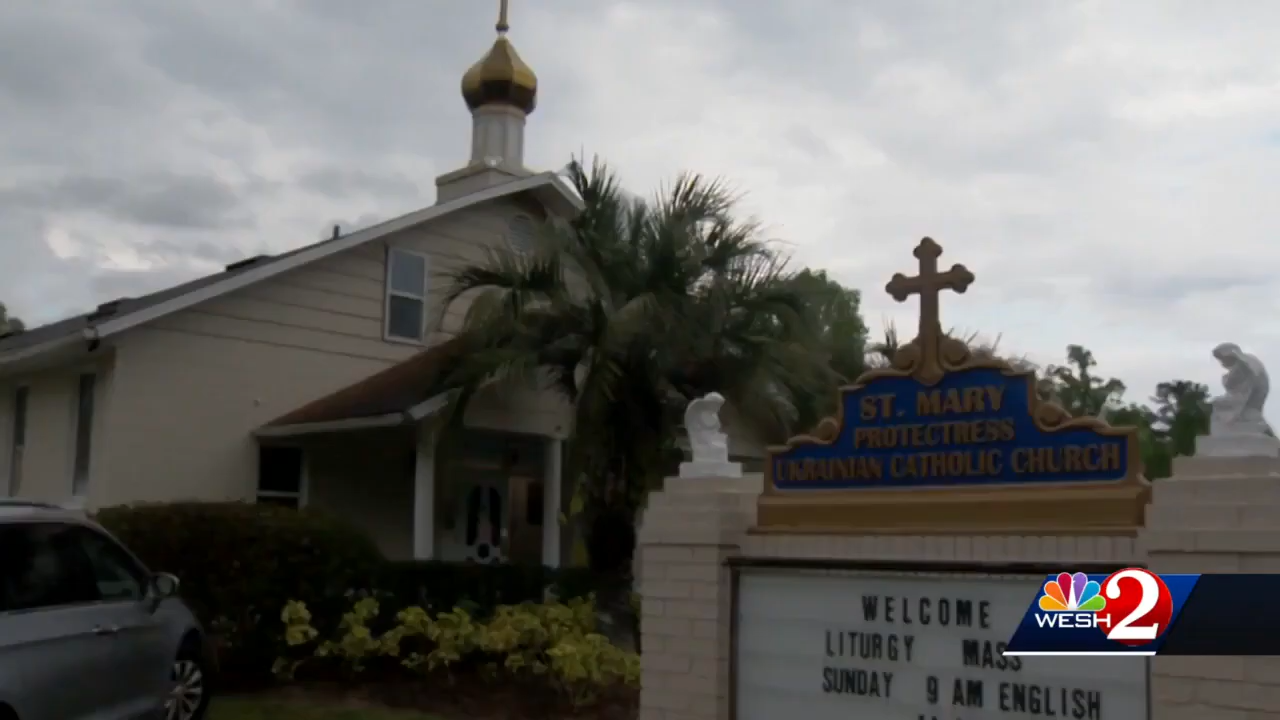 ST. MARY
PROTECTRESS
UKRAINIAN CATHOLIC CHURCH
WELCOME
LITURGY MASS
SUNDAY 9 AM ENGLISH
WESH 2